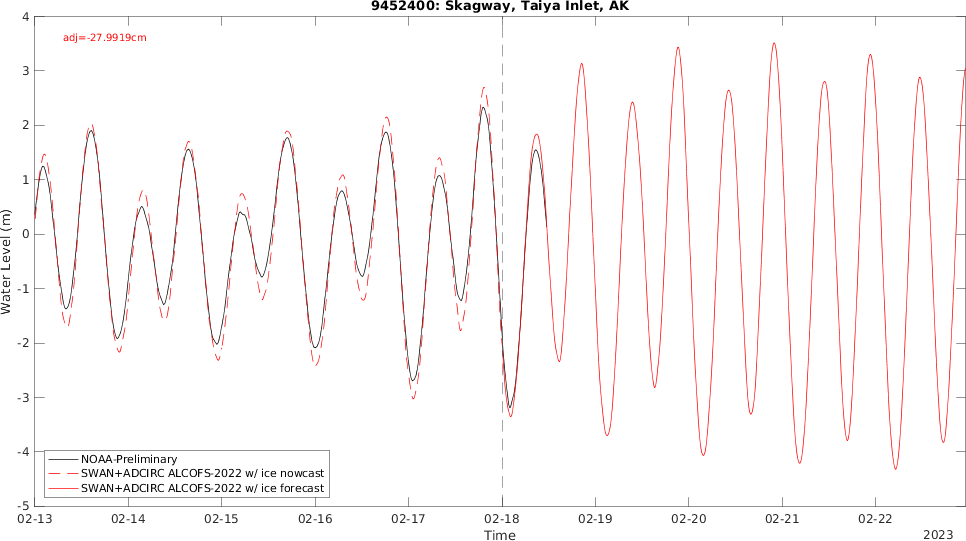 9452400: Skagway, Taiya Inlet, AK
adj=-27.9919cm
Water Level (m)
4
3
2
1
0
-1
-2
-3
-4
-5
NOAA-Preliminary
SWAN+ADCIRC ALCOFS-2022 w/ ice nowcast
SWAN+ADCIRC ALCOFS-2022 w/ ice forecast
02-13 02-14 02-15 02-16 02-17 02-18 02-19 02-20 02-21 02-22
Time
2023